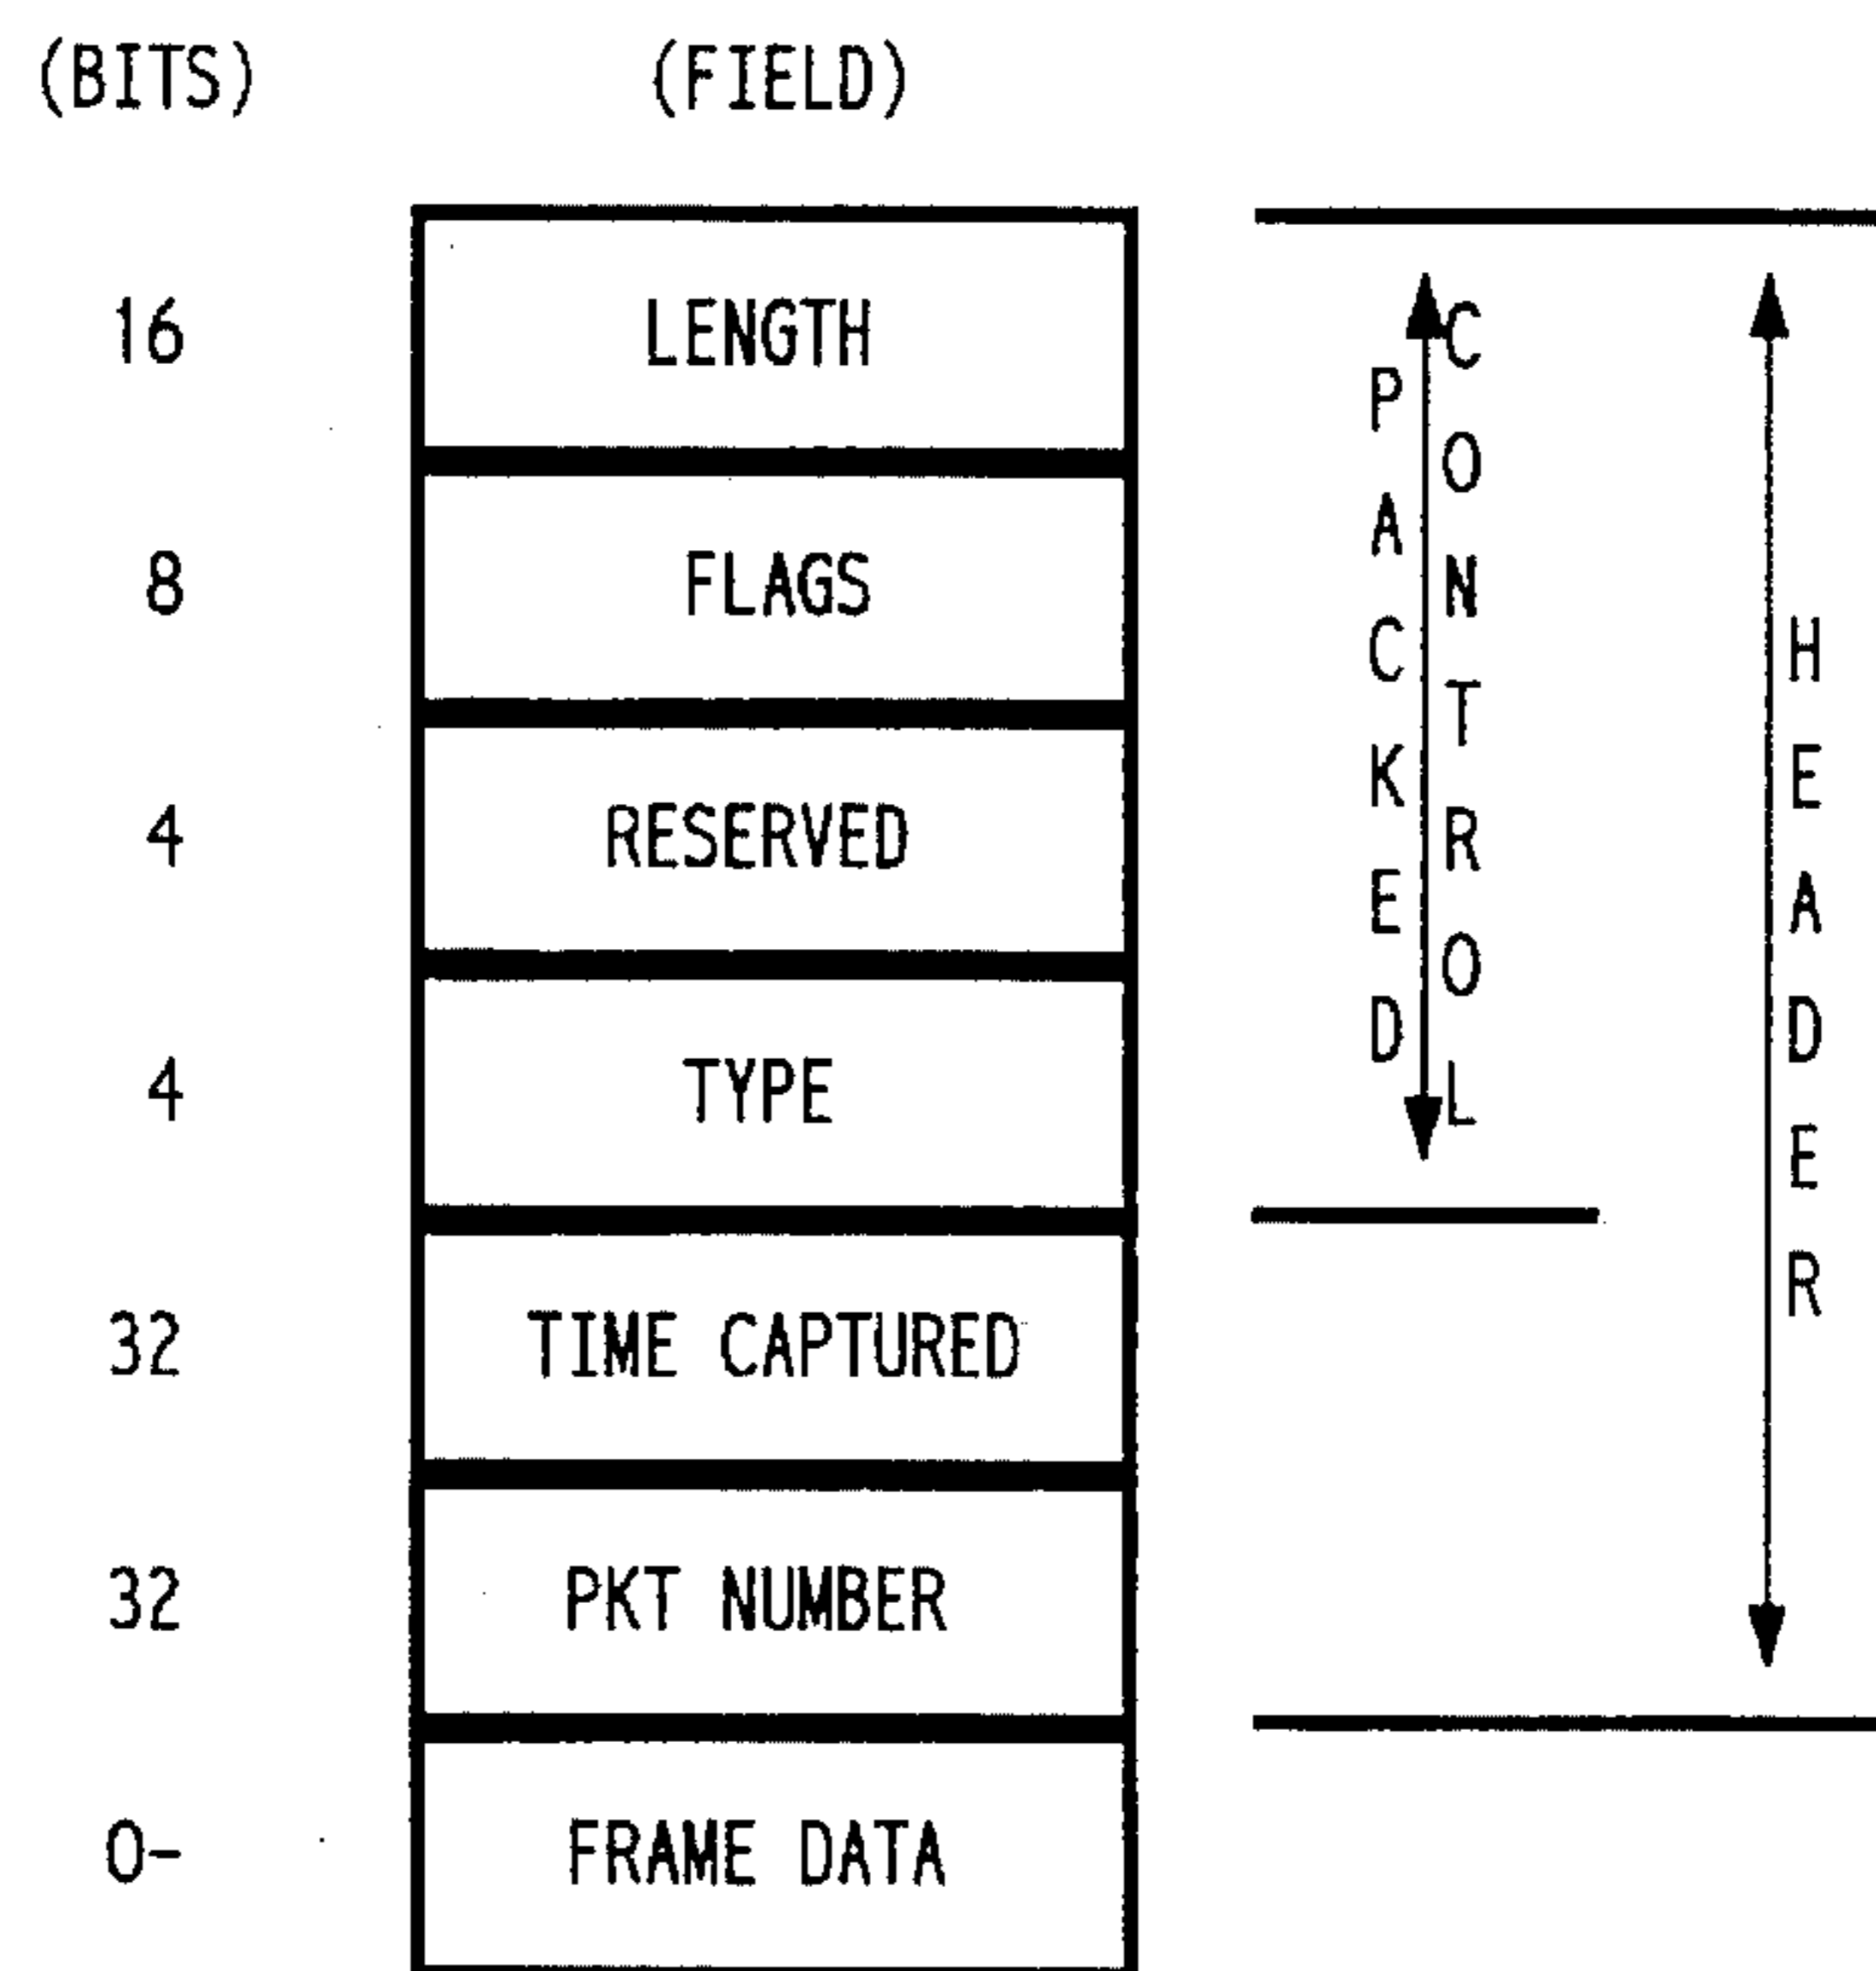 (BITS) (FIELD)
16 LENGTH
8 FLAGS
4 RESERVED
4 TYPE
32 TIME CAPTURED
32 PKT NUMBER
0- FRAME DATA
PACKED
CONTROL
HEADER